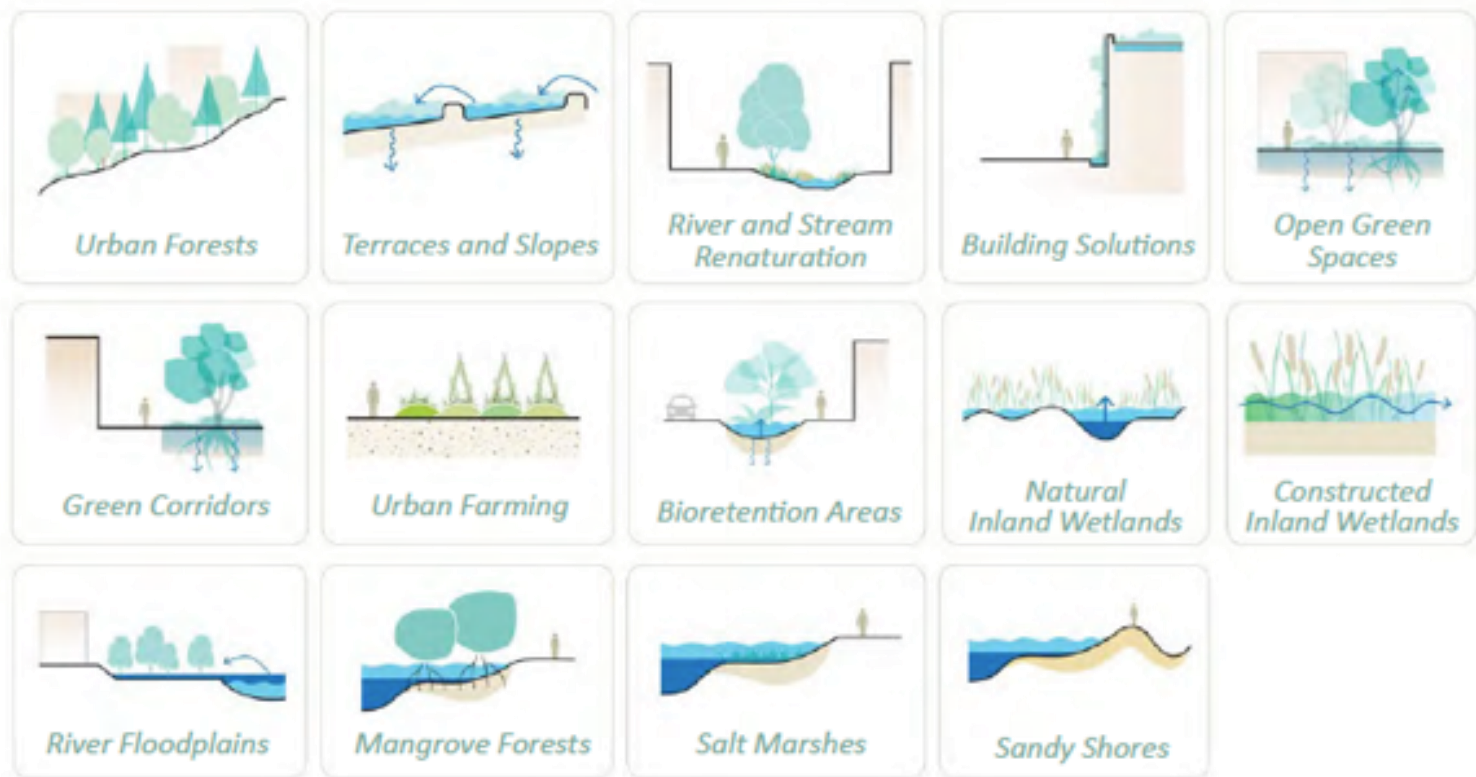 Urban Forests
Terraces and Slopes
River and Stream
Renaturation
Building Solutions
Open Green
Spaces
Green Corridors
Urban Farming
Bioretention Areas
Natural
Inland Wetlands
Constructed
Inland Wetlands
River Floodplains
Mangrove Forests
Salt Marshes
Sandy Shores